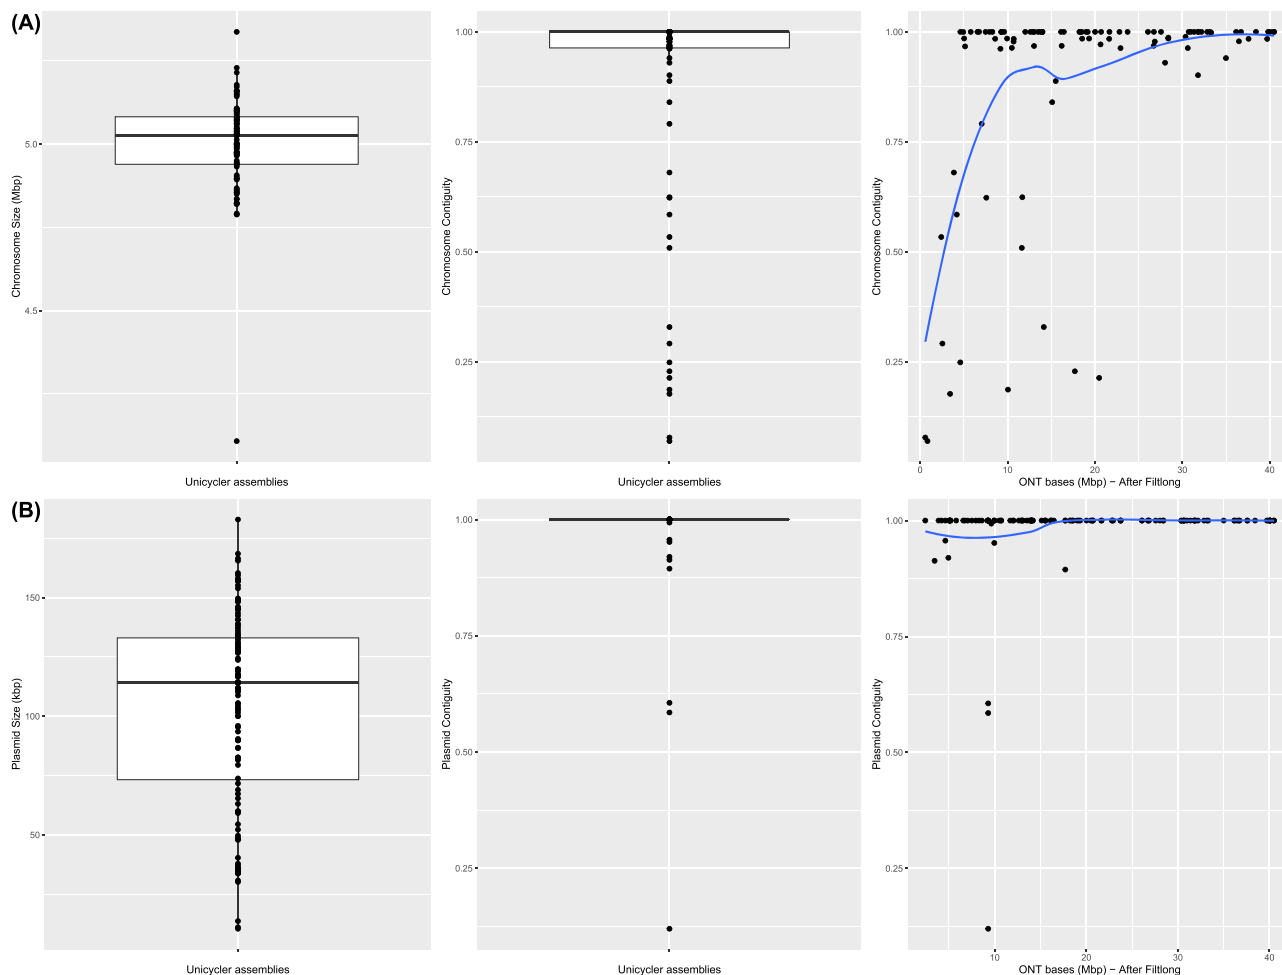 (A)
Chromosome Size (Mbp)
5.0
4.5
Unicycler assemblies
Chromosome Contiguity
1.00
0.75
0.50
0.25
Unicycler assemblies
Chromosome Contiguity
1.00
0.75
0.50
0.25
0 10 20 30 40
ONT bases (Mbp) − After Filtlong
(B)
Plasmid Size (kbp)
150
100
50
Unicycler assemblies
Plasmid Contiguity
1.00
0.75
0.50
0.25
Unicycler assemblies
Plasmid Contiguity
1.00
0.75
0.50
0.25
10 20 30 40
ONT bases (Mbp) − After Filtlong